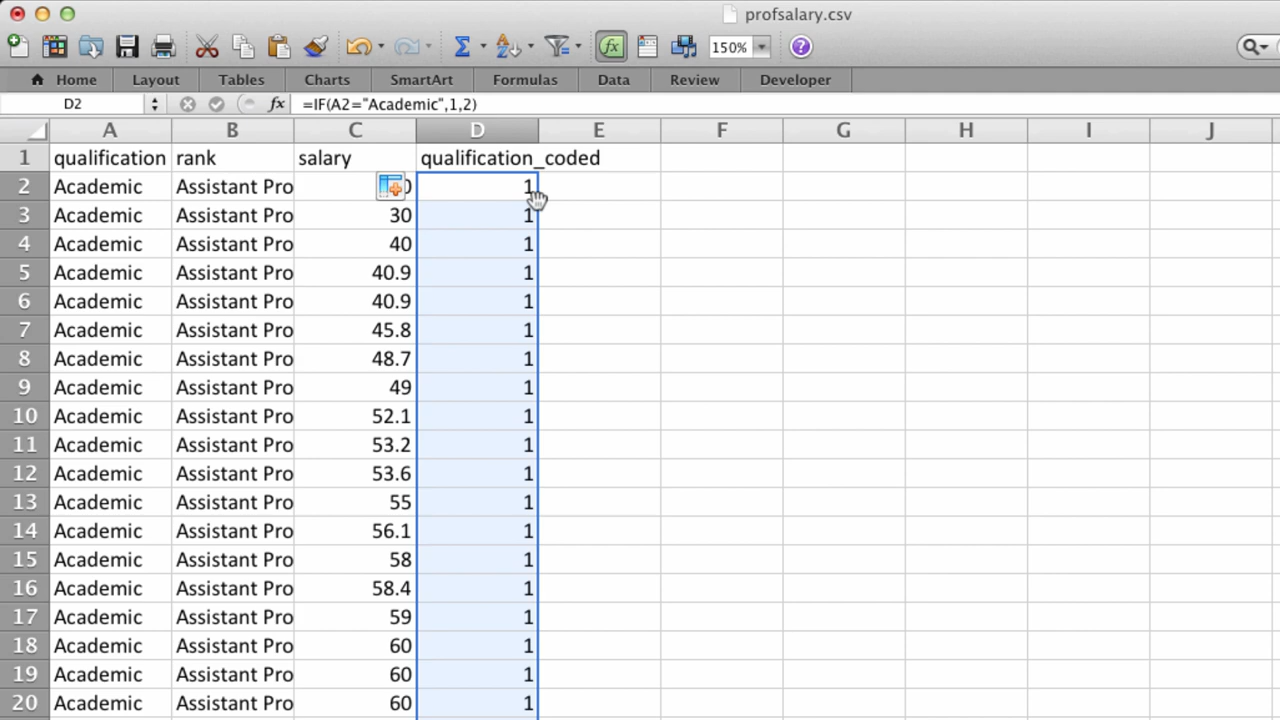 profsalary.csv
150%
Home Layout Tables Charts SmartArt Formulas Data Review Developer
D2 fx =IF(A2="Academic",1,2)
A B C D E F G H I J
1 qualification rank salary qualification_coded
2 Academic Assistant Pro 1
3 Academic Assistant Pro 30 1
4 Academic Assistant Pro 40 1
5 Academic Assistant Pro 40.9 1
6 Academic Assistant Pro 40.9 1
7 Academic Assistant Pro 45.8 1
8 Academic Assistant Pro 48.7 1
9 Academic Assistant Pro 49 1
10 Academic Assistant Pro 52.1 1
11 Academic Assistant Pro 53.2 1
12 Academic Assistant Pro 53.6 1
13 Academic Assistant Pro 55 1
14 Academic Assistant Pro 56.1 1
15 Academic Assistant Pro 58 1
16 Academic Assistant Pro 58.4 1
17 Academic Assistant Pro 59 1
18 Academic Assistant Pro 60 1
19 Academic Assistant Pro 60 1
20 Academic Assistant Pro 60 1